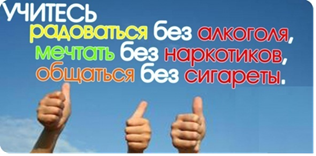 УЧИТЕСЬ
радоваться без алкоголя,
мечтать без наркотиков,
общаться без сигареты.